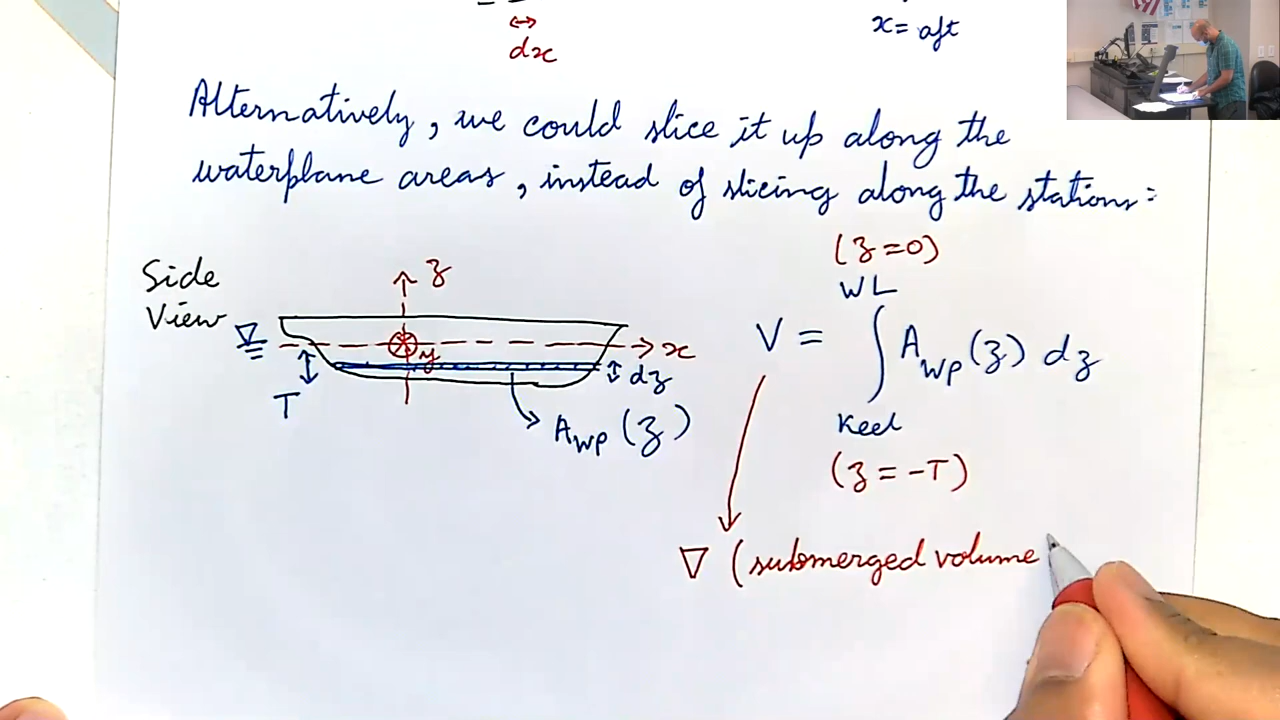 dx
x = aft
Alternatively, we could slice it up along the
waterplane areas, instead of slicing along the stations:
Side
View
z
x
y
T
dz
A_WP (z)
(z=0)
WL
V = ∫ A_WP(z) dz
Keel
(z = -T)
∇ (submerged volume